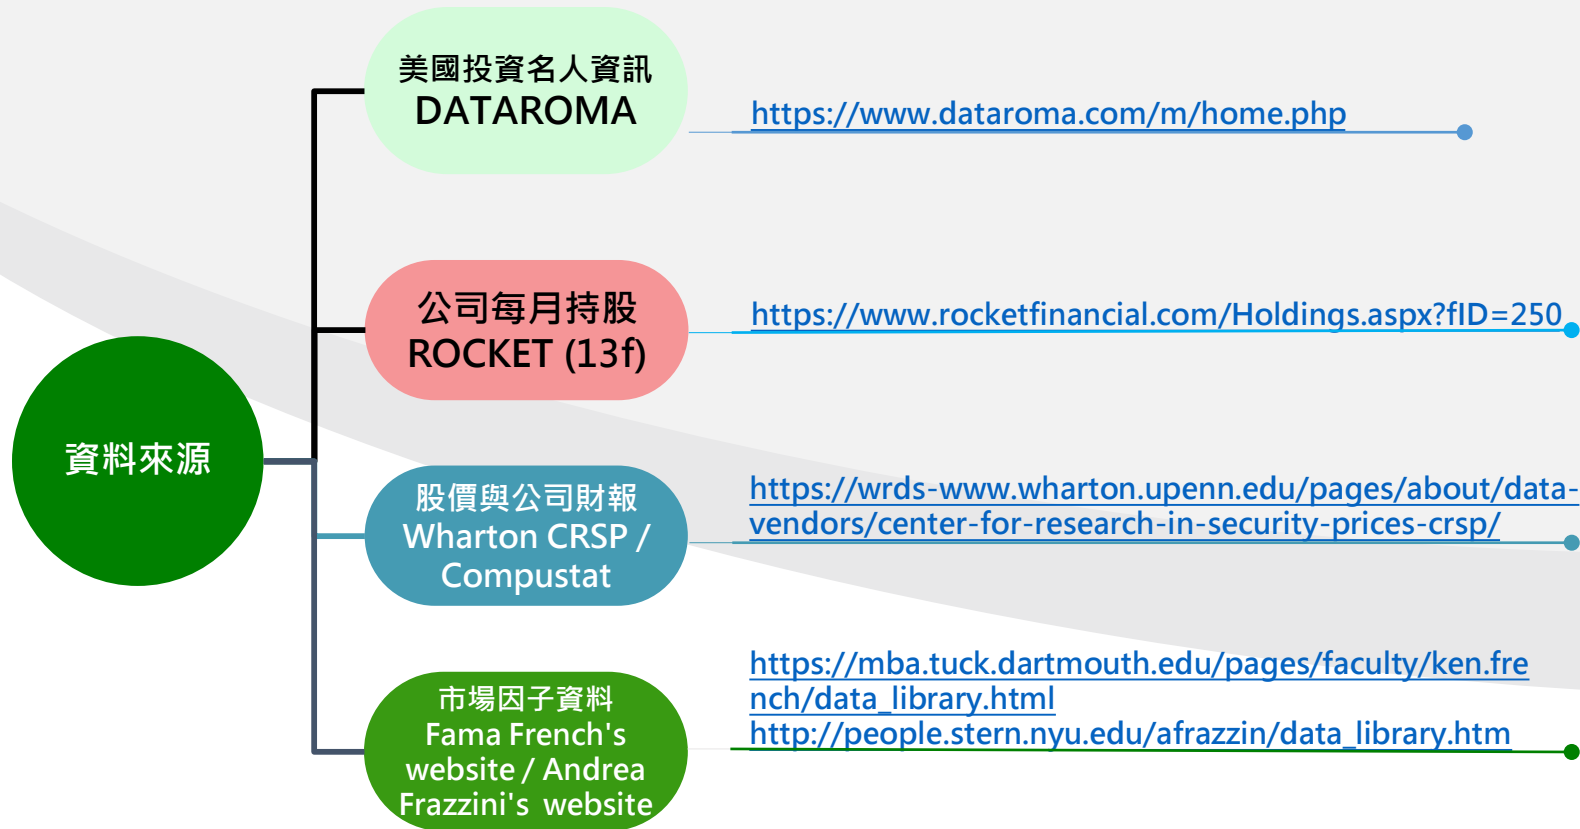 資料來源
美國投資名人資訊
DATAROMA
https://www.dataroma.com/m/home.php
公司每月持股
ROCKET (13f)
https://www.rocketfinancial.com/Holdings.aspx?fID=250
股價與公司財報
Wharton CRSP /
Compustat
https://wrds-www.wharton.upenn.edu/pages/about/data-
vendors/center-for-research-in-security-prices-crsp/
市場因子資料
Fama French's
website / Andrea
Frazzini's website
https://mba.tuck.dartmouth.edu/pages/faculty/ken.fre
nch/data_library.html
http://people.stern.nyu.edu/afrazzin/data_library.htm